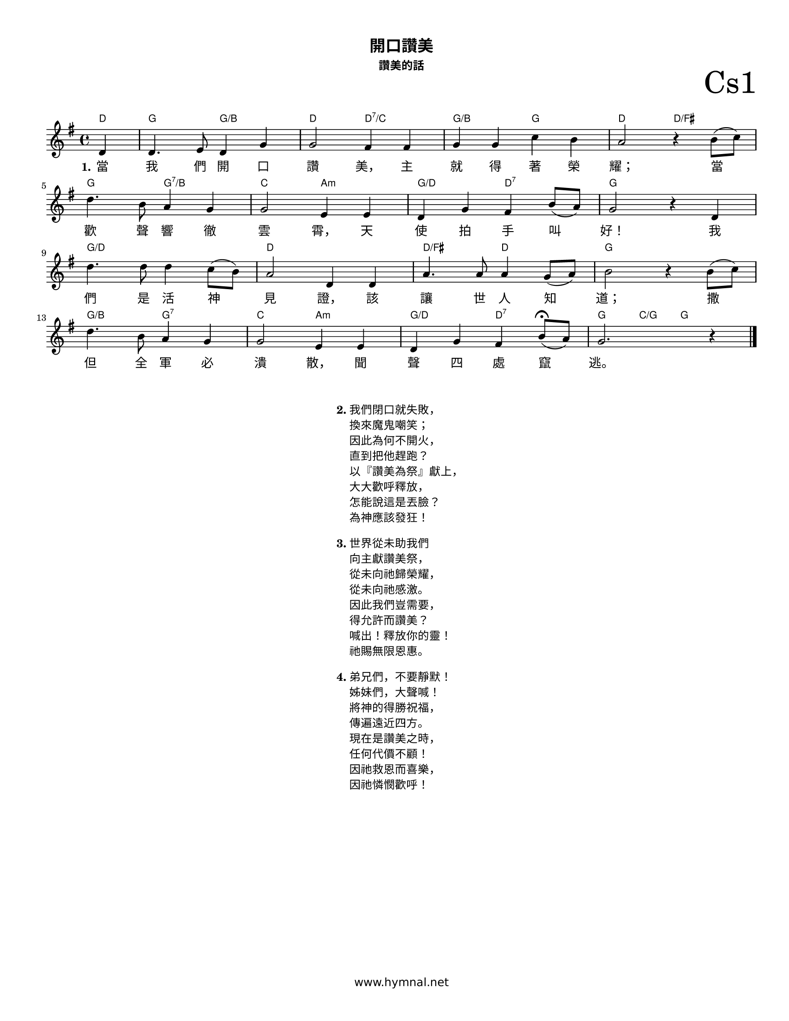 開口讚美
讚美的話
Cs1
D G G/B D D7/C G/B G D D/F♯
1. 當 我 們 開 口 讚 美， 主 就 得 著 榮 耀； 當
5 G G7/B C Am G/D D7 G
歡 聲 響 徹 雲 霄， 天 使 拍 手 叫 好！ 我
9 G/D D D/F♯ D G
們 是 活 神 見 證， 該 讓 世 人 知 道； 撒
13 G/B G7 C Am G/D D7 G C/G G
但 全 軍 必 潰 散， 聞 聲 四 處 竄 逃。
2. 我們閉口就失敗，
換來魔鬼嘲笑；
因此為何不開火，
直到把他趕跑？
以『讚美為祭』獻上，
大大歡呼釋放，
怎能說這是丟臉？
為神應該發狂！
3. 世界從未助我們
向主獻讚美祭，
從未向祂歸榮耀，
從未向祂感激。
因此我們豈需要，
得允許而讚美？
喊出！釋放你的靈！
祂賜無限恩惠。
4. 弟兄們，不要靜默！
姊妹們，大聲喊！
將神的得勝祝福，
傳遍遠近四方。
現在是讚美之時，
任何代價不顧！
因祂救恩而喜樂，
因祂憐憫歡呼！
www.hymnal.net